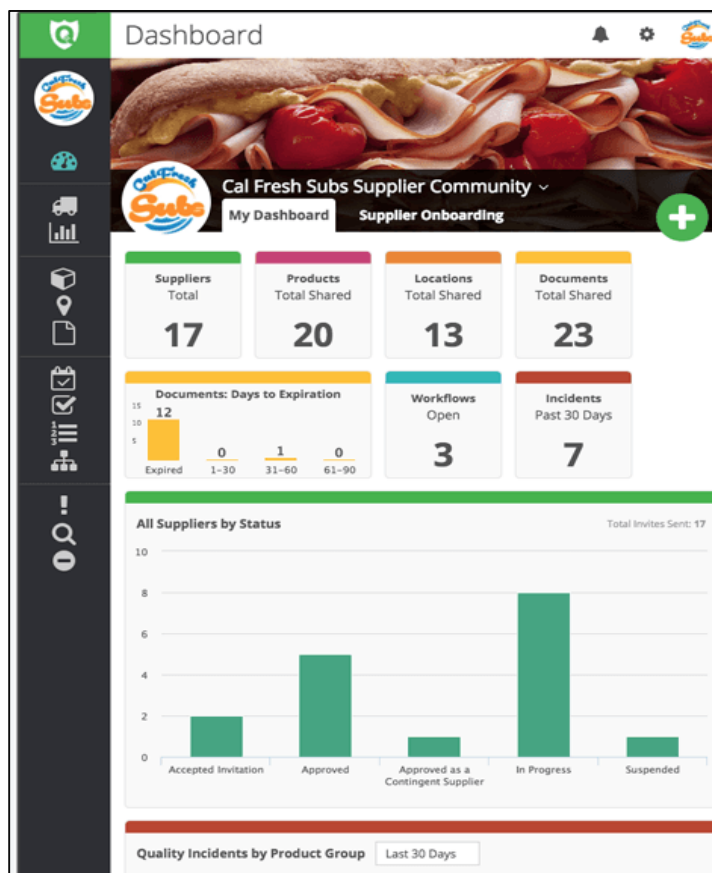 Dashboard
Cal Fresh Subs
Cal Fresh Subs
Cal Fresh Subs Supplier Community
Cal Fresh Subs
My Dashboard
Supplier Onboarding
Suppliers
Total
17
Products
Total Shared
20
Locations
Total Shared
13
Documents
Total Shared
23
Documents: Days to Expiration
15
10
5
12
0
1
0
Expired
1–30
31–60
61–90
Workflows
Open
3
Incidents
Past 30 Days
7
All Suppliers by Status
Total Invites Sent: 17
10
8
6
4
2
0
Accepted Invitation
Approved
Approved as a
Contingent Supplier
In Progress
Suspended
Quality Incidents by Product Group
Last 30 Days